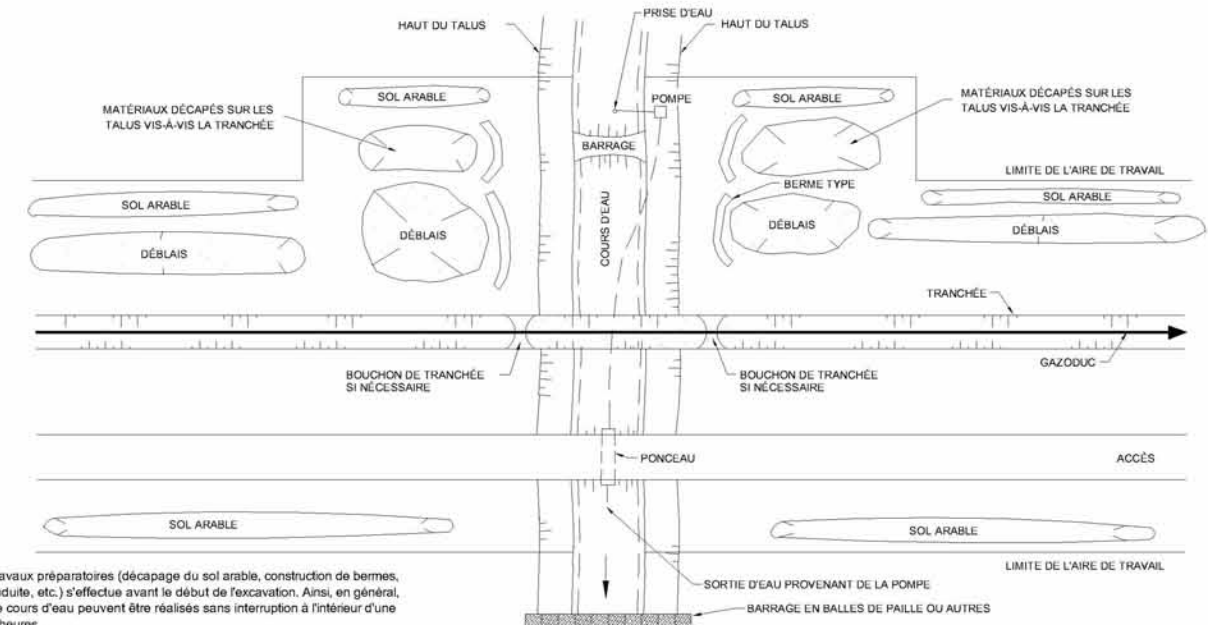 PRISE D'EAU
HAUT DU TALUS
HAUT DU TALUS
SOL ARABLE
POMPE
SOL ARABLE
MATÉRIAUX DÉCAPÉS SUR LES
TALUS VIS-À-VIS LA TRANCHÉE
MATÉRIAUX DÉCAPÉS SUR LES
TALUS VIS-À-VIS LA TRANCHÉE
BARRAGE
LIMITE DE L'AIRE DE TRAVAIL
BERME TYPE
SOL ARABLE
SOL ARABLE
COURS D'EAU
DÉBLAIS
DÉBLAIS
DÉBLAIS
DÉBLAIS
TRANCHÉE
GAZODUC
BOUCHON DE TRANCHÉE
SI NÉCESSAIRE
BOUCHON DE TRANCHÉE
SI NÉCESSAIRE
PONCEAU
ACCÈS
SOL ARABLE
SOL ARABLE
LIMITE DE L'AIRE DE TRAVAIL
avaux préparatoires (décapage du sol arable, construction de bermes,
duite, etc.) s'effectue avant le début de l'excavation. Ainsi, en général,
e cours d'eau peuvent être réalisés sans interruption à l'intérieur d'une
heures
SORTIE D'EAU PROVENANT DE LA POMPE
BARRAGE EN BALLES DE PAILLE OU AUTRES